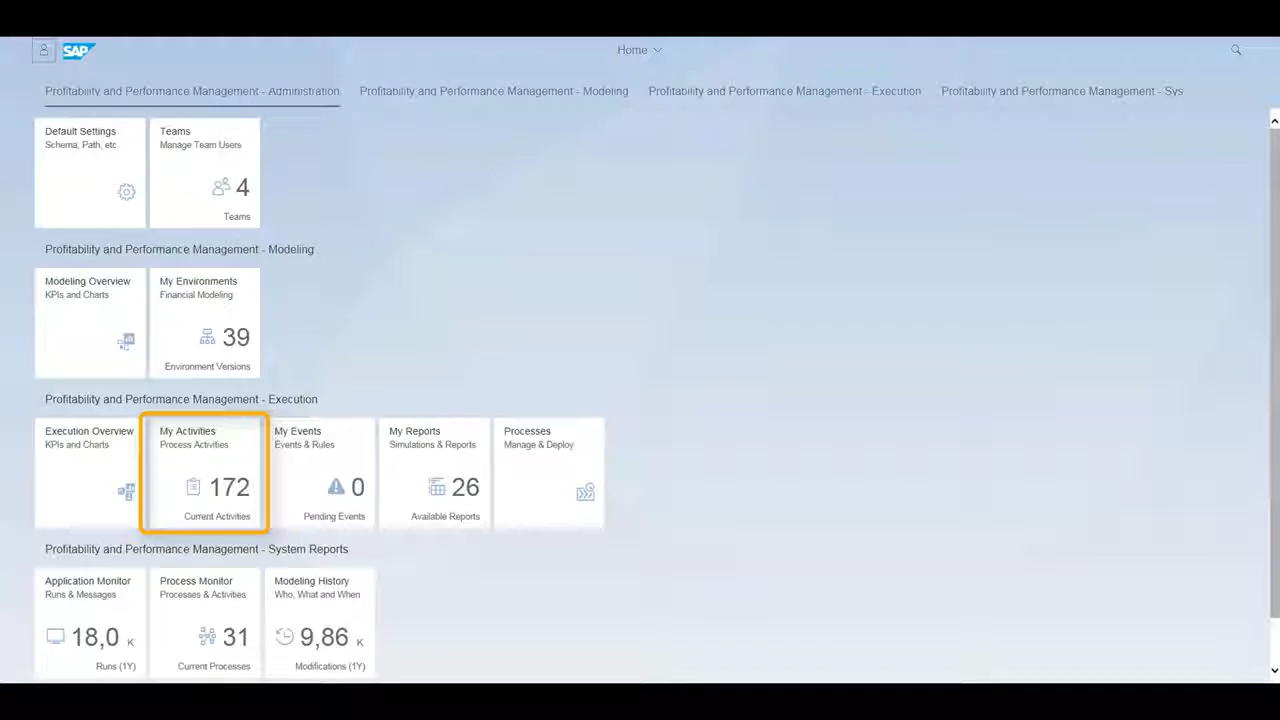 SAP
Home
Profitability and Performance Management - Administration
Profitability and Performance Management - Modeling
Profitability and Performance Management - Execution
Profitability and Performance Management - Sys
Default Settings
Schema, Path, etc.
Teams
Manage Team Users
4
Teams
Profitability and Performance Management - Modeling
Modeling Overview
KPIs and Charts
My Environments
Financial Modeling
39
Environment Versions
Profitability and Performance Management - Execution
Execution Overview
KPIs and Charts
My Activities
Process Activities
172
Current Activities
My Events
Events & Rules
0
Pending Events
My Reports
Simulations & Reports
26
Available Reports
Processes
Manage & Deploy
Profitability and Performance Management - System Reports
Application Monitor
Runs & Messages
18,0 K
Runs (1Y)
Process Monitor
Processes & Activities
31
Current Processes
Modeling History
Who, What and When
9,86 K
Modifications (1Y)